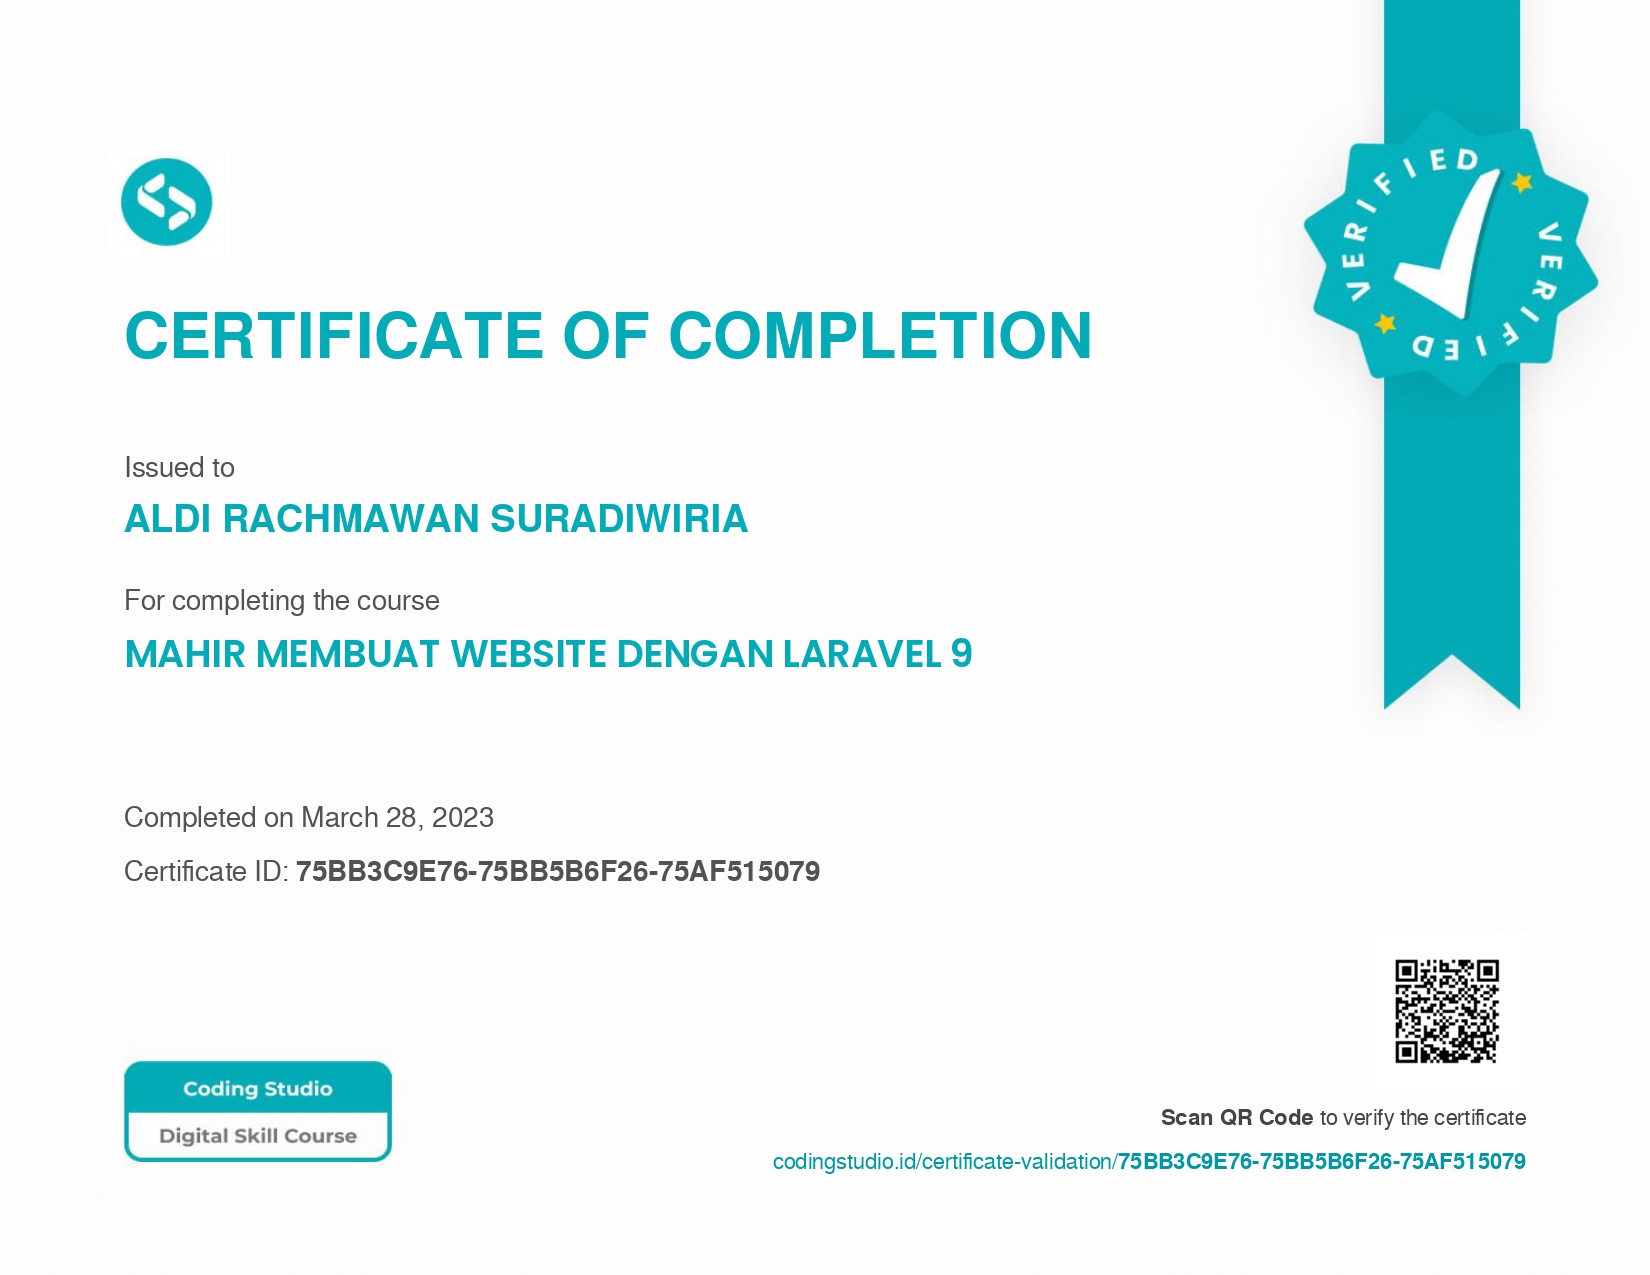 VERIFIED
VERIFIED
CERTIFICATE OF COMPLETION
Issued to
ALDI RACHMAWAN SURADIWIRIA
For completing the course
MAHIR MEMBUAT WEBSITE DENGAN LARAVEL 9
Completed on March 28, 2023
Certificate ID: 75BB3C9E76-75BB5B6F26-75AF515079
Coding Studio
Digital Skill Course
Scan QR Code to verify the certificate
codingstudio.id/certificate-validation/75BB3C9E76-75BB5B6F26-75AF515079